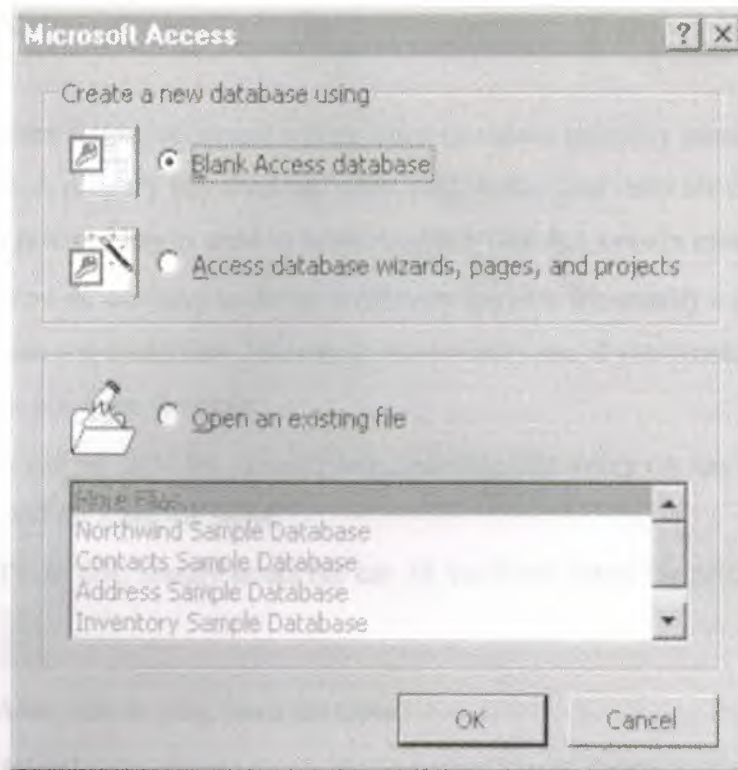 Microsoft Access
Create a new database using
Blank Access database
Access database wizards, pages, and projects
Open an existing file
More Files...
Northwind Sample Database
Contacts Sample Database
Address Sample Database
Inventory Sample Database
OK
Cancel